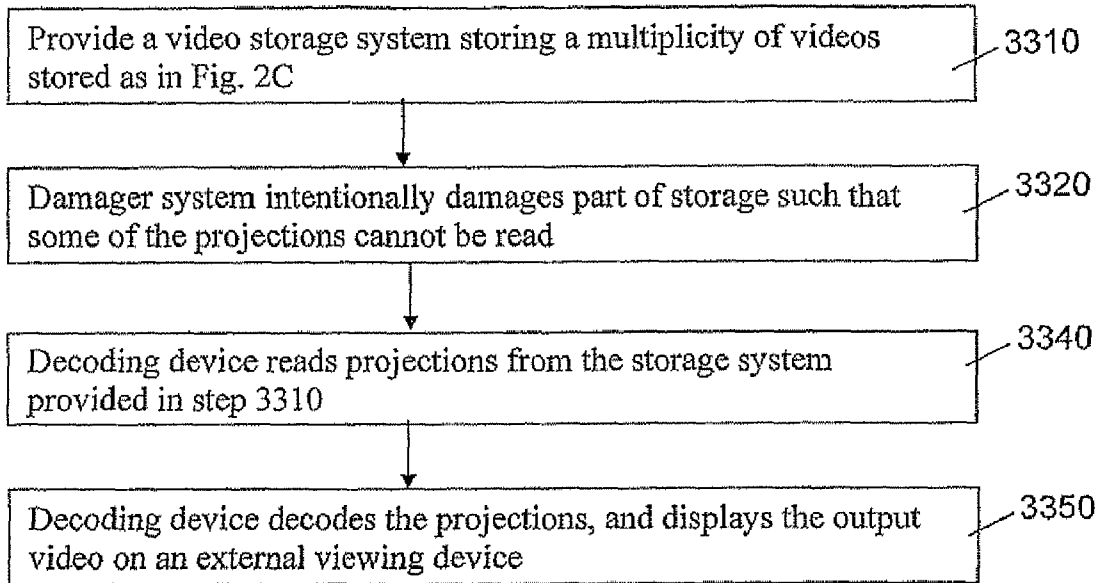 Provide a video storage system storing a multiplicity of videos
stored as in Fig. 2C
3310
Damager system intentionally damages part of storage such that
some of the projections cannot be read
3320
Decoding device reads projections from the storage system
provided in step 3310
3340
Decoding device decodes the projections, and displays the output
video on an external viewing device
3350